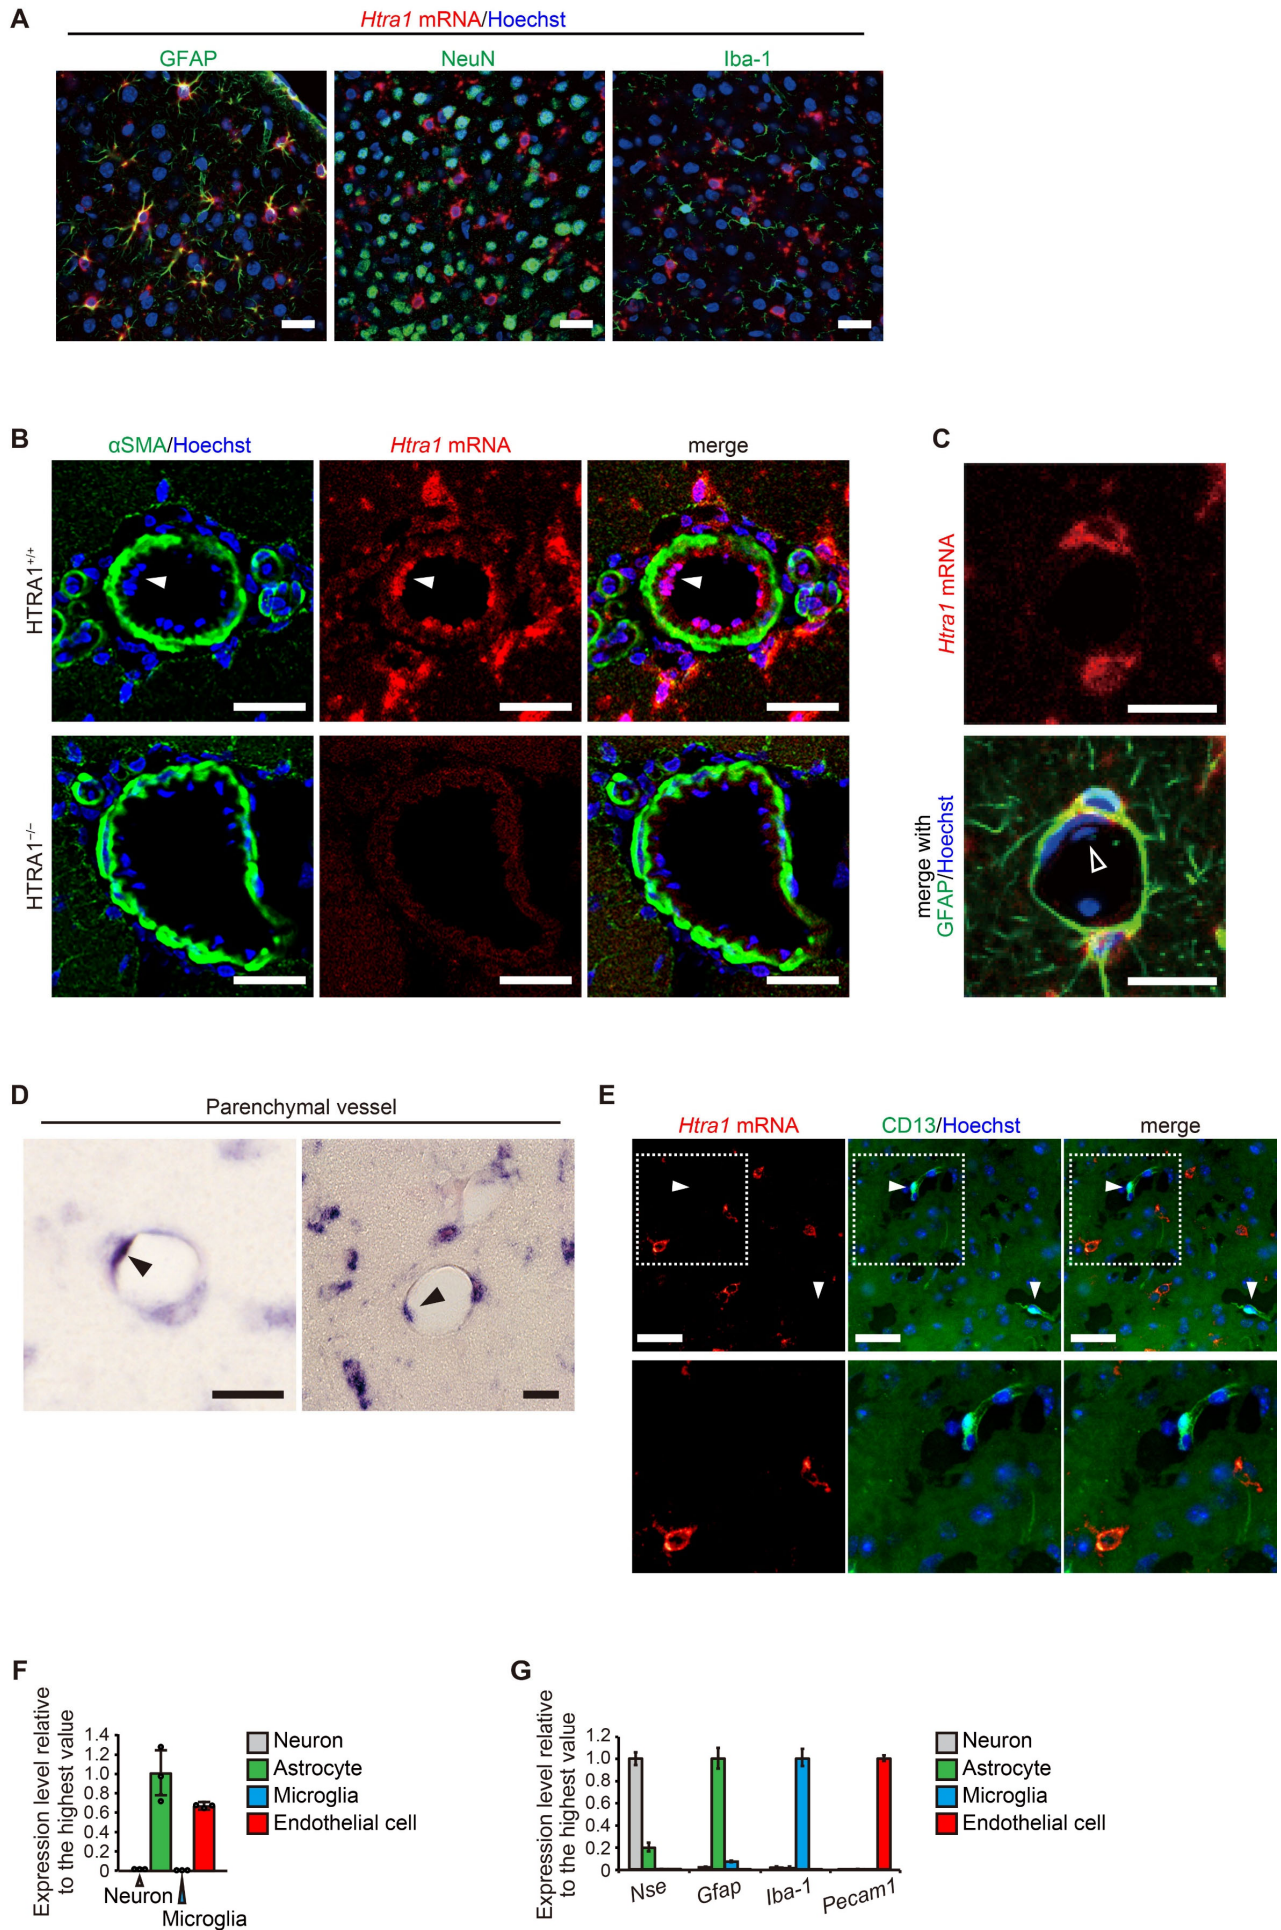 A
Htra1 mRNA/Hoechst
GFAP
NeuN
Iba-1
B
αSMA/Hoechst
Htra1 mRNA
merge
HTRA1+/+
HTRA1−/−
C
Htra1 mRNA
merge with
GFAP/Hoechst
D
Parenchymal vessel
E
Htra1 mRNA
CD13/Hoechst
merge
F
Expression level relative
to the highest value
1.4
1.2
1.0
0.8
0.6
0.4
0.2
0
Neuron
Microglia
Neuron
Astrocyte
Microglia
Endothelial cell
G
Expression level relative
to the highest value
1.2
1.0
0.8
0.6
0.4
0.2
0
Nse
Gfap
Iba-1
Pecam1
Neuron
Astrocyte
Microglia
Endothelial cell